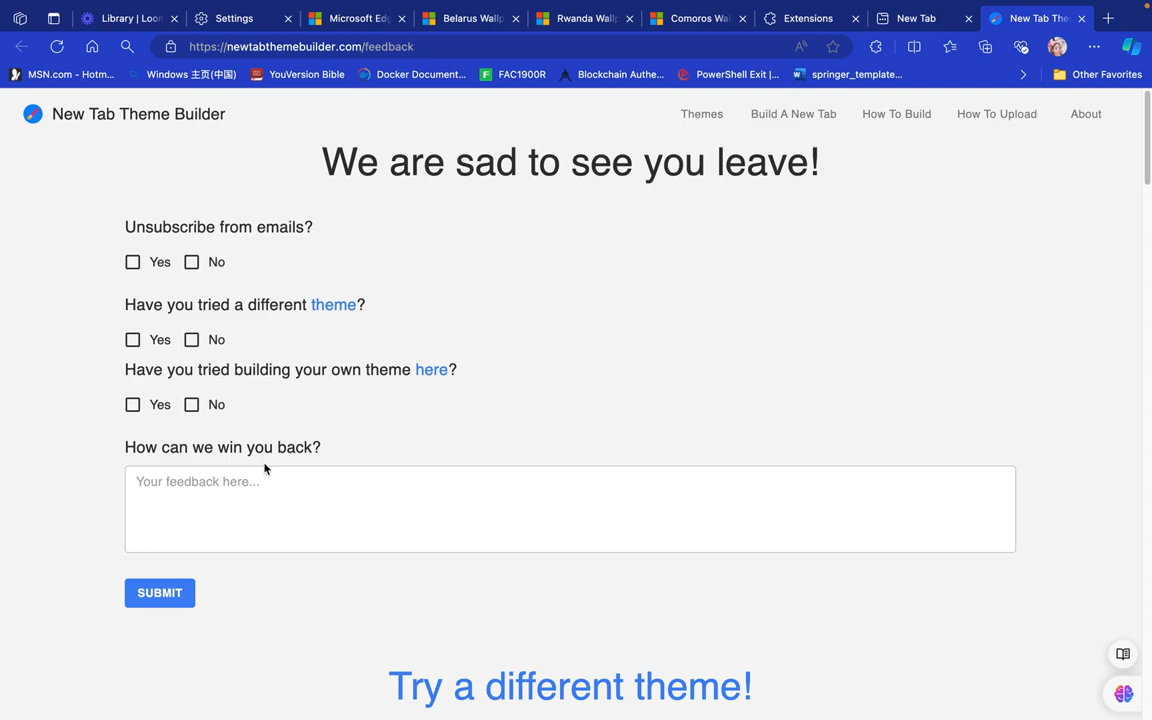 Library | Loon
Settings
Microsoft Ed
Belarus Wallp
Rwanda Wall
Comoros Wa
Extensions
New Tab
New Tab The
https://newtabthemebuilder.com/feedback
MSN.com - Hotm...
Windows 主页(中国)
YouVersion Bible
Docker Document...
FAC1900R
Blockchain Authe...
PowerShell Exit |...
springer_template...
Other Favorites
New Tab Theme Builder
Themes
Build A New Tab
How To Build
How To Upload
About
We are sad to see you leave!
Unsubscribe from emails?
Yes No
Have you tried a different theme?
Yes No
Have you tried building your own theme here?
Yes No
How can we win you back?
Your feedback here...
SUBMIT
Try a different theme!